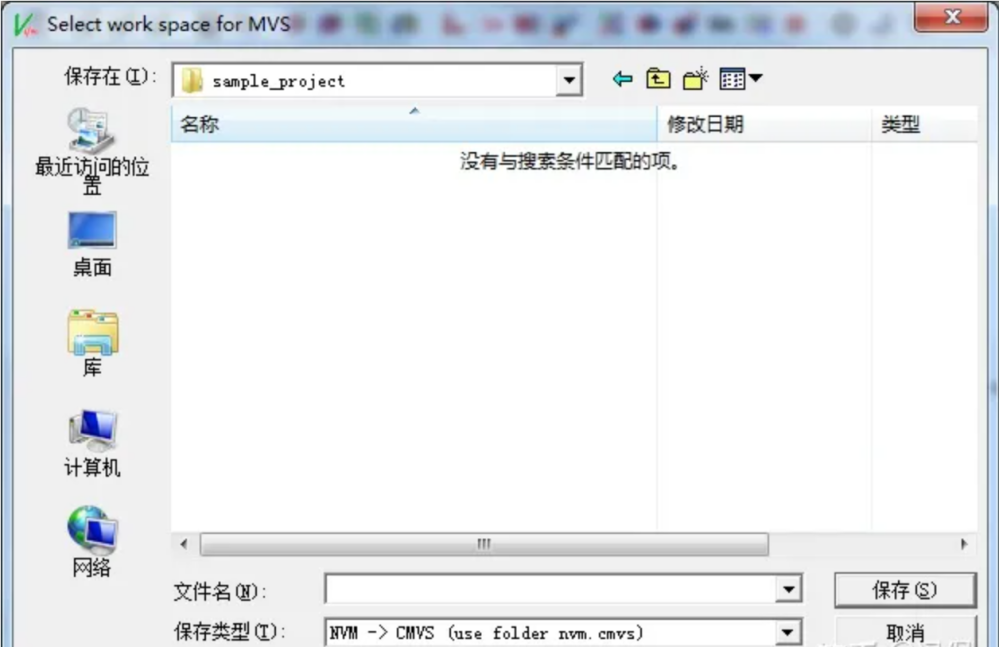 Select work space for MVS
保存在(I):
sample_project
名称
修改日期
类型
没有与搜索条件匹配的项。
最近访问的位
置
桌面
库
计算机
网络
文件名(N):
保存(S)
保存类型(T):
NVM -> CMVS (use folder nvm.cmvs)
取消